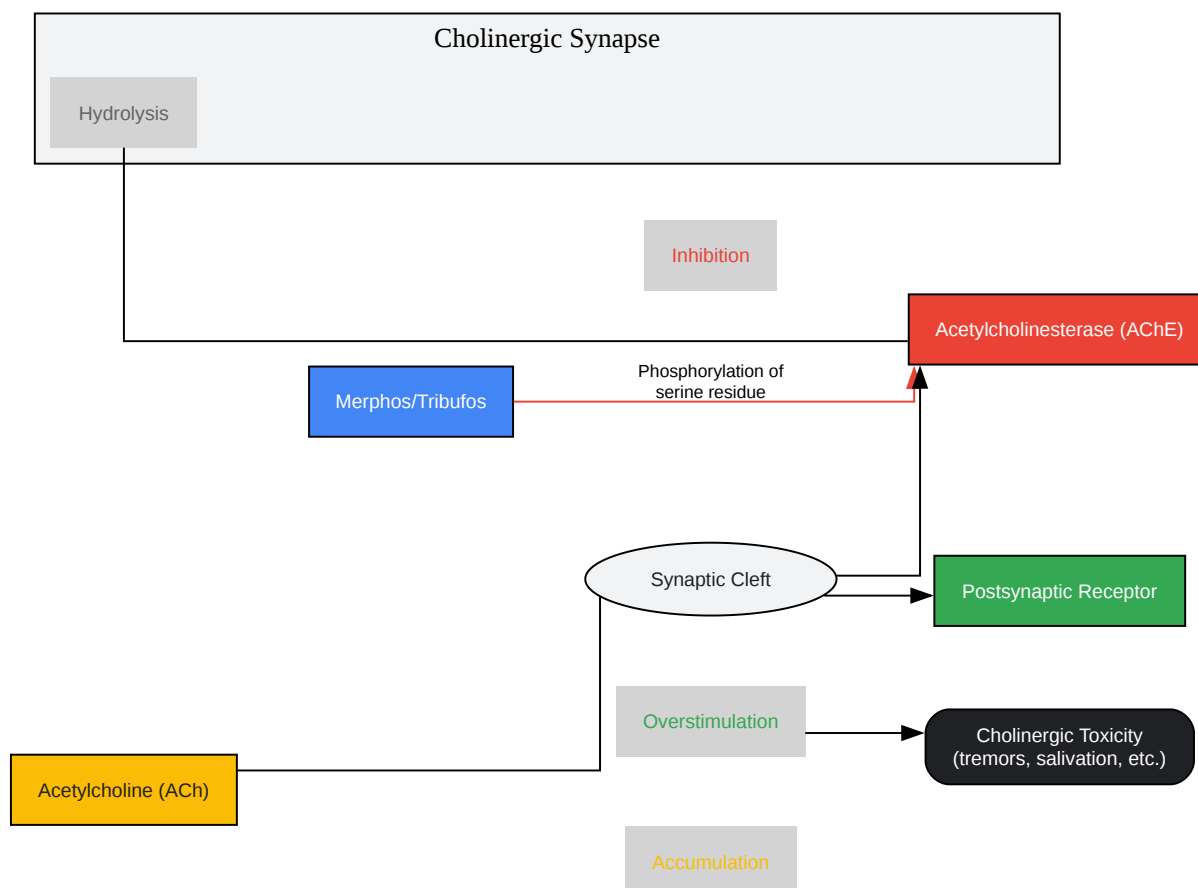 Cholinergic Synapse
Hydrolysis
Inhibition
Acetylcholinesterase (AChE)
Phosphorylation of
serine residue
Merphos/Tribufos
Synaptic Cleft
Postsynaptic Receptor
Overstimulation
Cholinergic Toxicity
(tremors, salivation, etc.)
Acetylcholine (ACh)
Accumulation